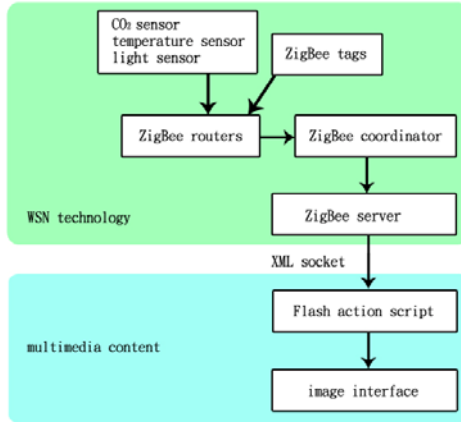 CO₂ sensor
temperature sensor
light sensor
ZigBee tags
ZigBee routers
ZigBee coordinator
ZigBee server
WSN technology
XML socket
Flash action script
multimedia content
image interface